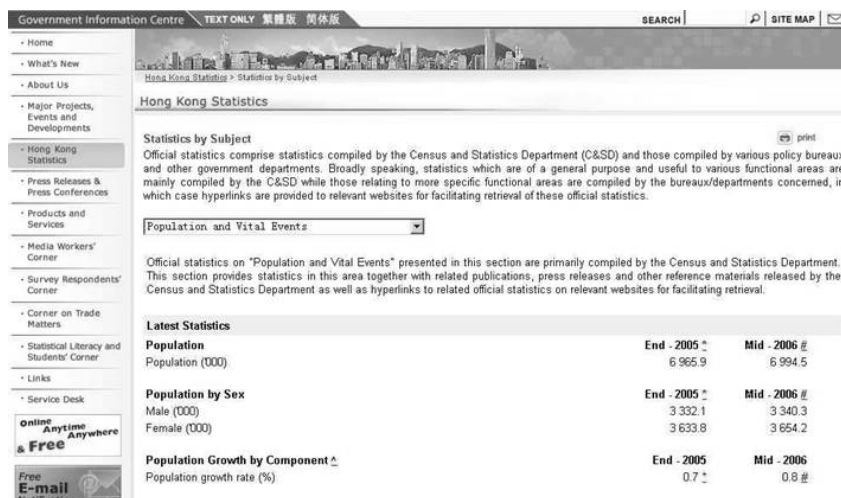 Government Information Centre TEXT ONLY 繁體版 简体版 SEARCH SITE MAP
• Home
• What's New
• About Us
• Major Projects,
Events and
Developments
• Hong Kong
Statistics
• Press Releases &
Press Conferences
• Products and
Services
• Media Workers'
Corner
• Survey Respondents'
Corner
• Corner on Trade
Matters
• Statistical Literacy and
Students' Corner
• Links
• Service Desk
Online
Anytime
Anywhere
& Free
Free
E-mail
Hong Kong Statistics > Statistics by Subject
Hong Kong Statistics
Statistics by Subject print
Official statistics comprise statistics compiled by the Census and Statistics Department (C&SD) and those compiled by various policy bureaux
and other government departments. Broadly speaking, statistics which are of a general purpose and useful to various functional areas are
mainly compiled by the C&SD while those relating to more specific functional areas are compiled by the bureaux/departments concerned, in
which case hyperlinks are provided to relevant websites for facilitating retrieval of these official statistics.
Population and Vital Events
Official statistics on "Population and Vital Events" presented in this section are primarily compiled by the Census and Statistics Department.
This section provides statistics in this area together with related publications, press releases and other reference materials released by the
Census and Statistics Department as well as hyperlinks to related official statistics on relevant websites for facilitating retrieval.
Latest Statistics
Population End - 2005 * Mid - 2006 #
Population ('000) 6 965.9 6 994.5
Population by Sex End - 2005 * Mid - 2006 #
Male ('000) 3 332.1 3 340.3
Female ('000) 3 633.8 3 654.2
Population Growth by Component ^ End - 2005 Mid - 2006
Population growth rate (%) 0.7 * 0.8 #